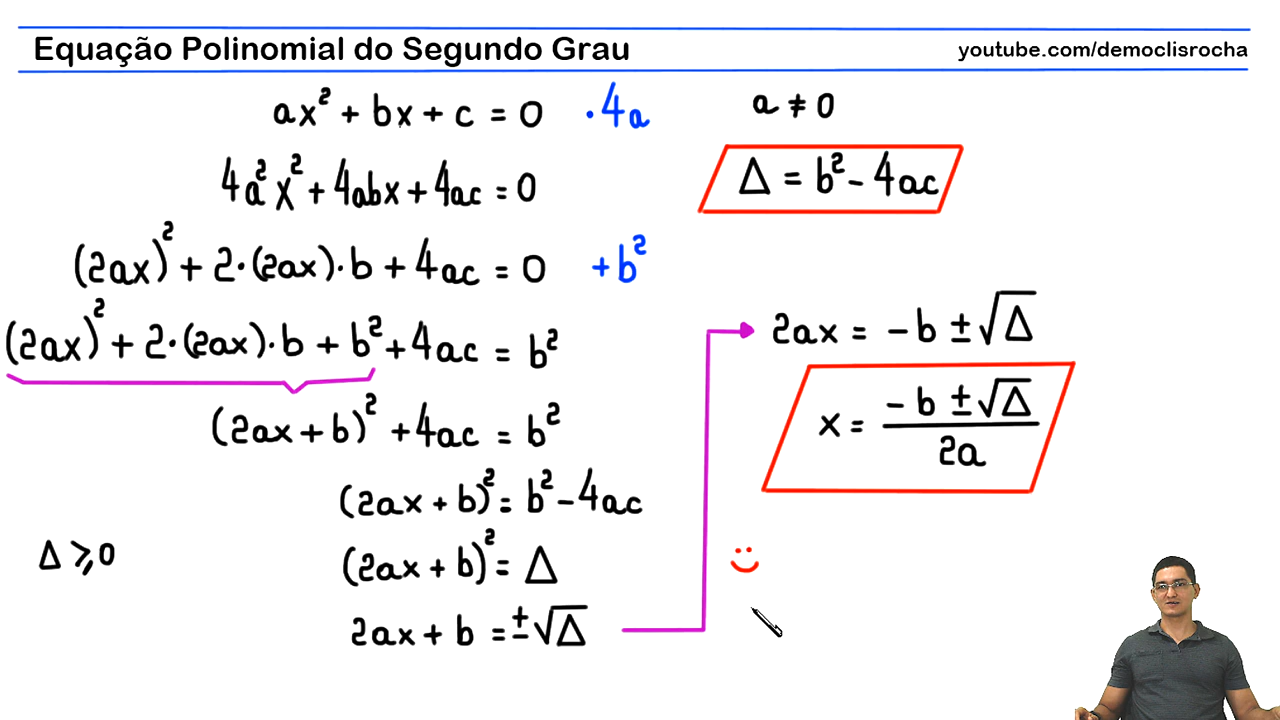 Equação Polinomial do Segundo Grau
youtube.com/democlisrocha
ax² + bx + c = 0 ·4a
4a²x² + 4abx + 4ac = 0
(2ax)² + 2·(2ax)·b + 4ac = 0 +b²
(2ax)² + 2·(2ax)·b + b² + 4ac = b²
(2ax + b)² + 4ac = b²
(2ax + b)² = b² - 4ac
Δ ⩾ 0
(2ax + b)² = Δ
2ax + b = ±√Δ
a ≠ 0
Δ = b² - 4ac
2ax = -b ± √Δ
x = (-b ± √Δ)/2a